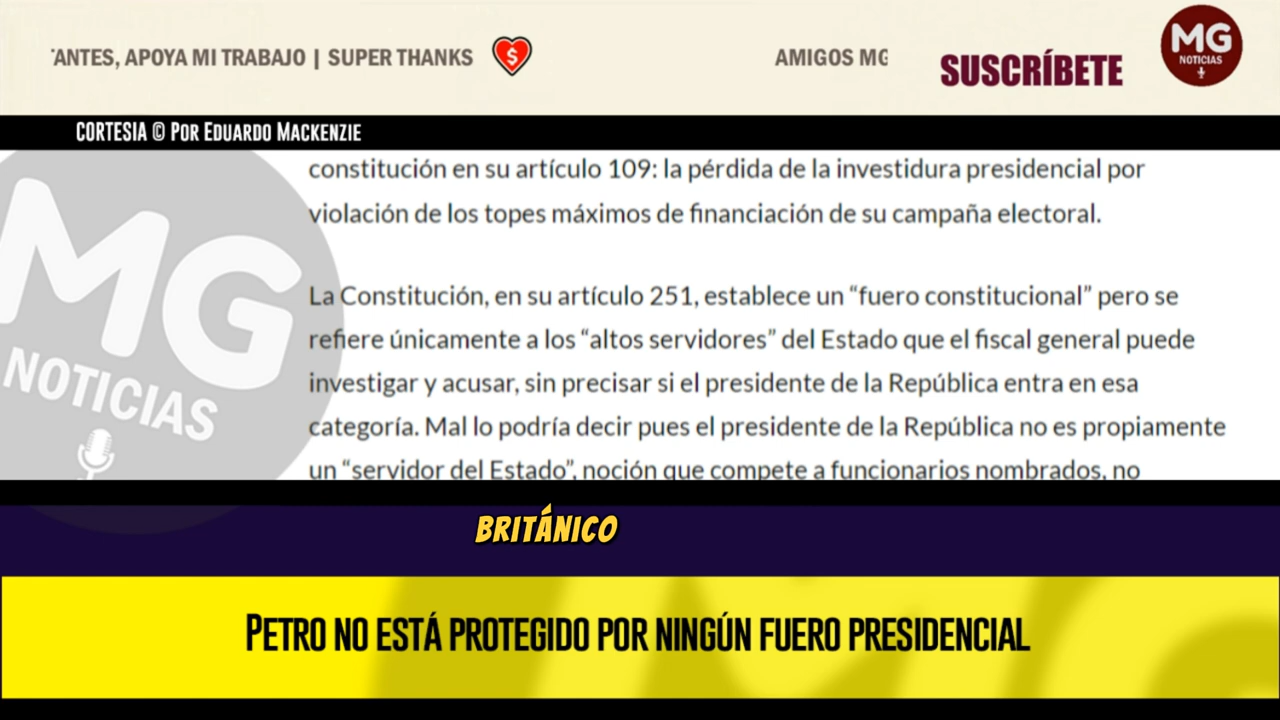 'ANTES, APOYA MI TRABAJO | SUPER THANKS
AMIGOS MG
SUSCRÍBETE
MG
NOTICIAS
CORTESIA © Por Eduardo Mackenzie
constitución en su artículo 109: la pérdida de la investidura presidencial por
violación de los topes máximos de financiación de su campaña electoral.
La Constitución, en su artículo 251, establece un “fuero constitucional” pero se
refiere únicamente a los “altos servidores” del Estado que el fiscal general puede
investigar y acusar, sin precisar si el presidente de la República entra en esa
categoría. Mal lo podría decir pues el presidente de la República no es propiamente
un “servidor del Estado”, noción que compete a funcionarios nombrados, no
MG
NOTICIAS
BRITÁNICO
Petro no está protegido por ningún fuero presidencial